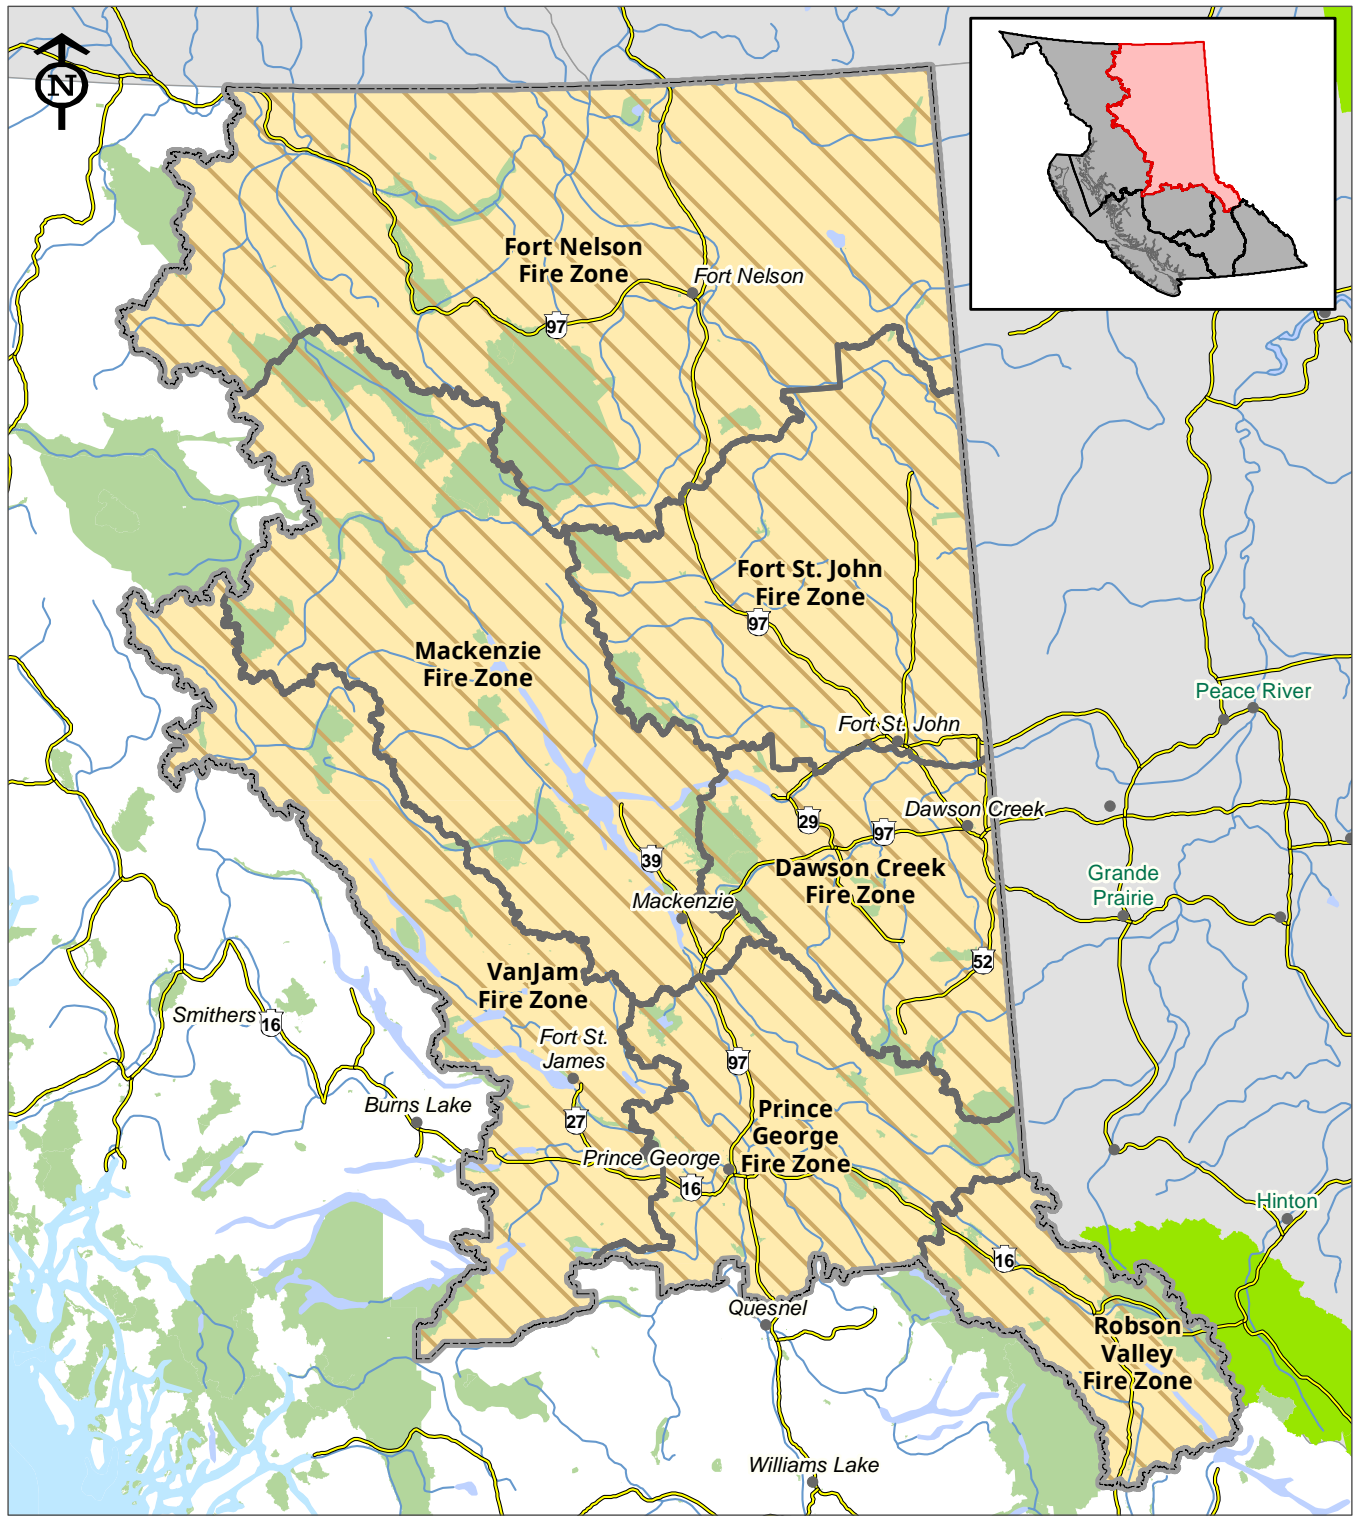 N
Fort Nelson
Fire Zone
Fort Nelson
97
Fort St. John
Fire Zone
97
Mackenzie
Fire Zone
Peace River
Fort St. John
29
97
Dawson Creek
39
Dawson Creek
Fire Zone
Grande
Prairie
Mackenzie
52
VanJam
Fire Zone
Smithers
16
Fort St.
James
97
Burns Lake
27
Prince
George
Fire Zone
Prince George
16
Hinton
16
Quesnel
Robson
Valley
Fire Zone
Williams Lake